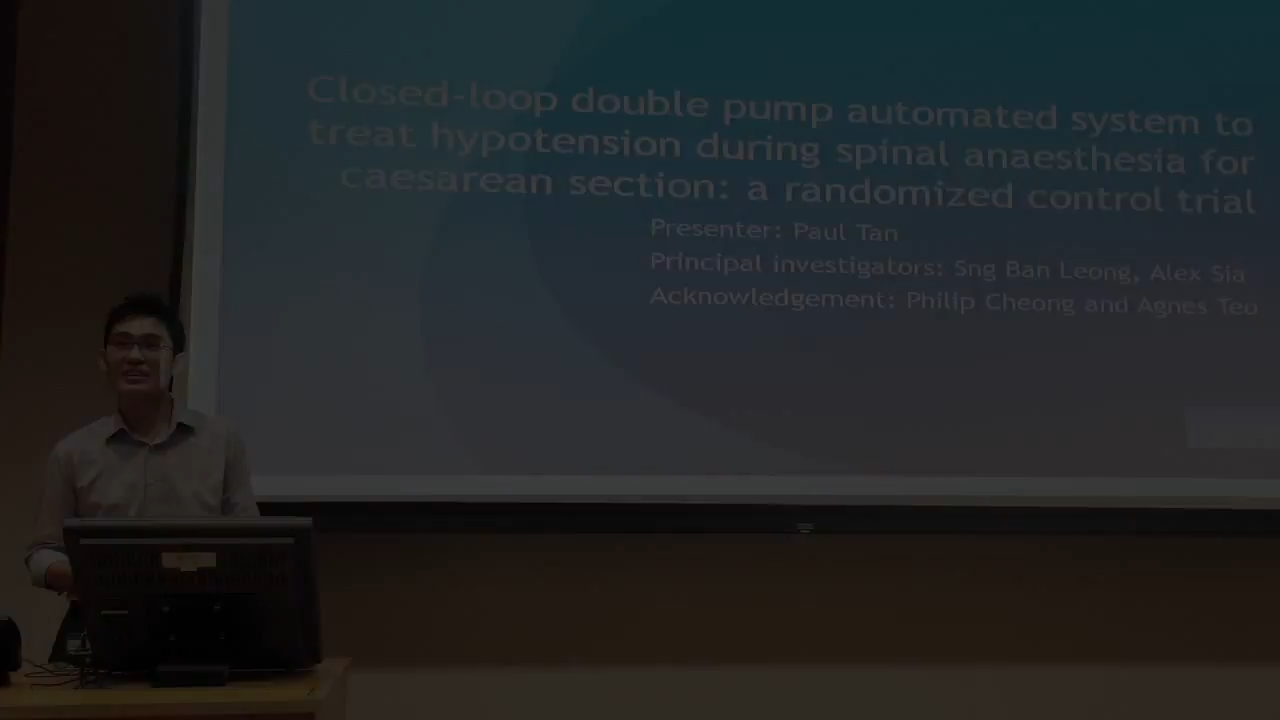 Closed-loop double pump automated system to
treat hypotension during spinal anaesthesia for
caesarean section: a randomized control trial
Presenter: Paul Tan
Principal investigators: Sng Ban Leong, Alex Sia
Acknowledgement: Philip Cheong and Agnes Teo